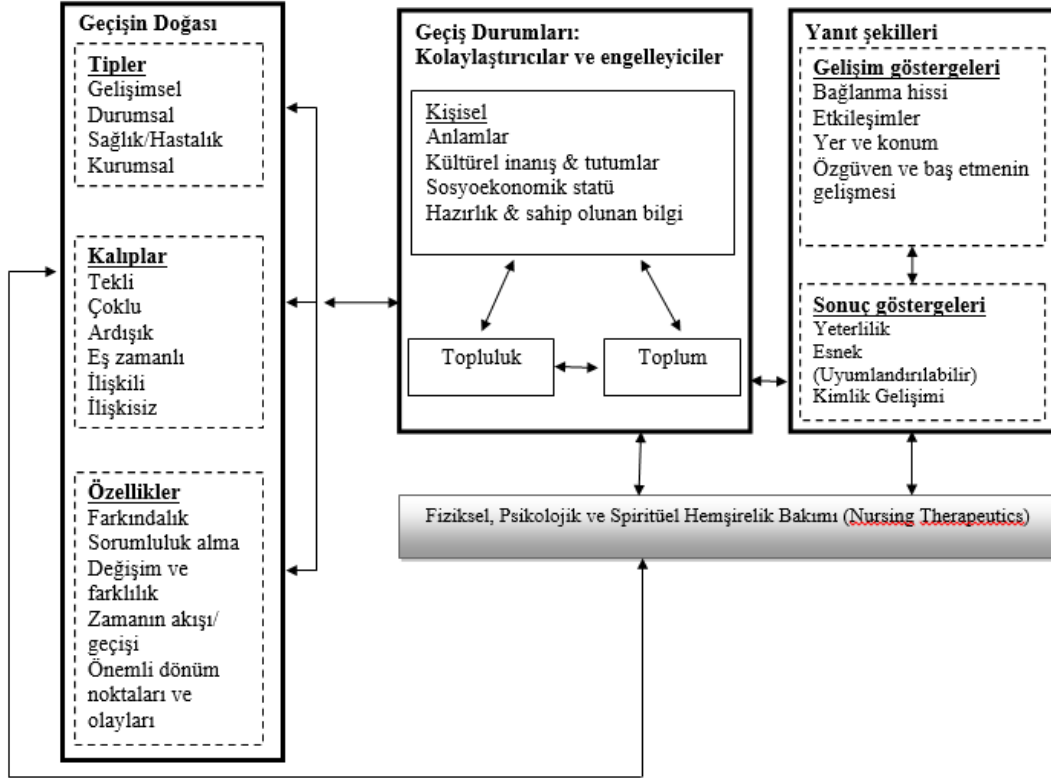 Geçişin Doğası
Tipler
Gelişimsel
Durumsal
Sağlık/Hastalık
Kurumsal
Kalıplar
Tekli
Çoklu
Ardışık
Eş zamanlı
İlişkili
İlişkisiz
Özellikler
Farkındalık
Sorumluluk alma
Değişim ve
farklılık
Zamanın akışı/
geçişi
Önemli dönüm
noktaları ve
olayları
Geçiş Durumları:
Kolaylaştırıcılar ve engelleyiciler
Kişisel
Anlamlar
Kültürel inanış & tutumlar
Sosyoekonomik statü
Hazırlık & sahip olunan bilgi
Topluluk
Toplum
Yanıt şekilleri
Gelişim göstergeleri
Bağlanma hissi
Etkileşimler
Yer ve konum
Özgüven ve baş etmenin
gelişmesi
Sonuç göstergeleri
Yeterlilik
Esnek
(Uyumlandırılabilir)
Kimlik Gelişimi
Fiziksel, Psikolojik ve Spiritüel Hemşirelik Bakımı (Nursing Therapeutics)